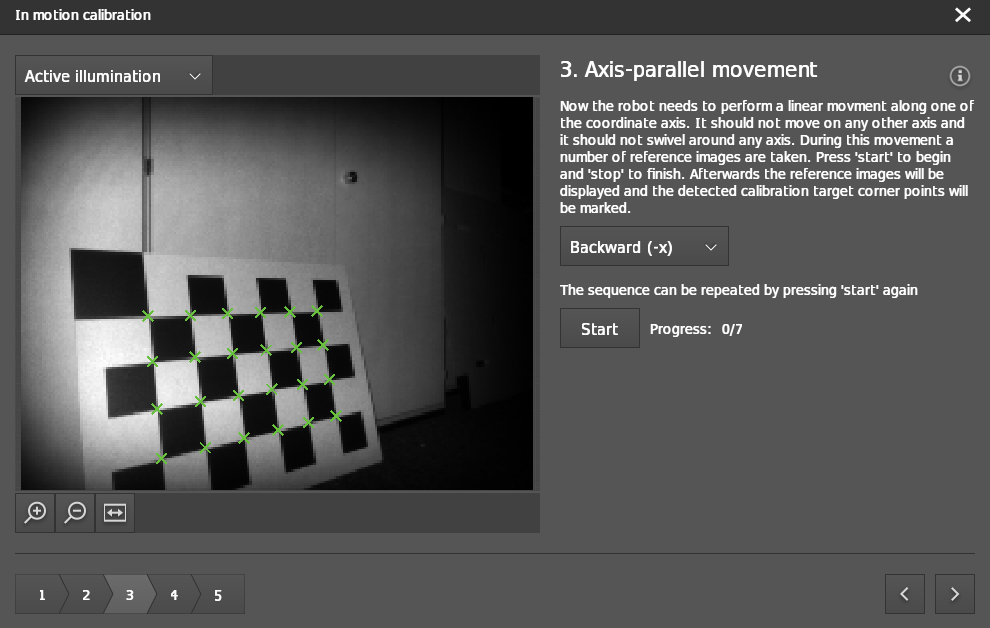 In motion calibration
Active illumination
3. Axis-parallel movement
Now the robot needs to perform a linear movment along one of
the coordinate axis. It should not move on any other axis and
it should not swivel around any axis. During this movement a
number of reference images are taken. Press 'start' to begin
and 'stop' to finish. Afterwards the reference images will be
displayed and the detected calibration target corner points will
be marked.
Backward (-x)
The sequence can be repeated by pressing 'start' again
Start Progress: 0/7
1 2 3 4 5